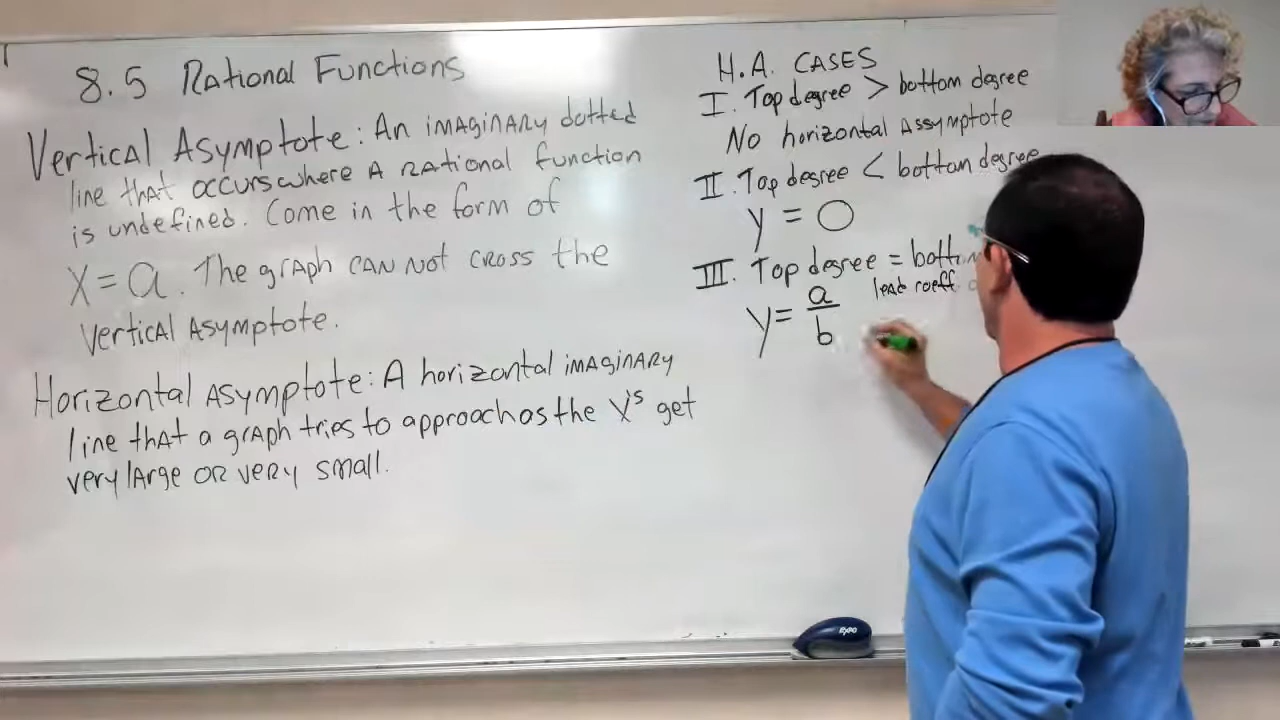 8.5 Rational Functions
Vertical Asymptote: An imaginary dotted
line that occurs where A rational function
is undefined. Come in the form of
X = a. The graph can not cross the
Vertical Asymptote.
Horizontal Asymptote: A horizontal imaginary
line that a graph tries to approach as the X's get
very large or very small.
H.A. CASES
I. Top degree > bottom degree
No horizontal Assymptote
II. Top degree < bottom degree
y = 0
III. Top degree = bottom
lead coeff
y = a/b
EXPO